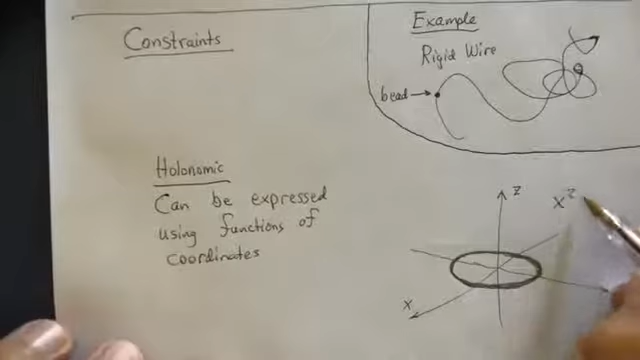 Constraints
Example
Rigid Wire
bead
Holonomic
Can be expressed
using functions of
coordinates
z
x²
x